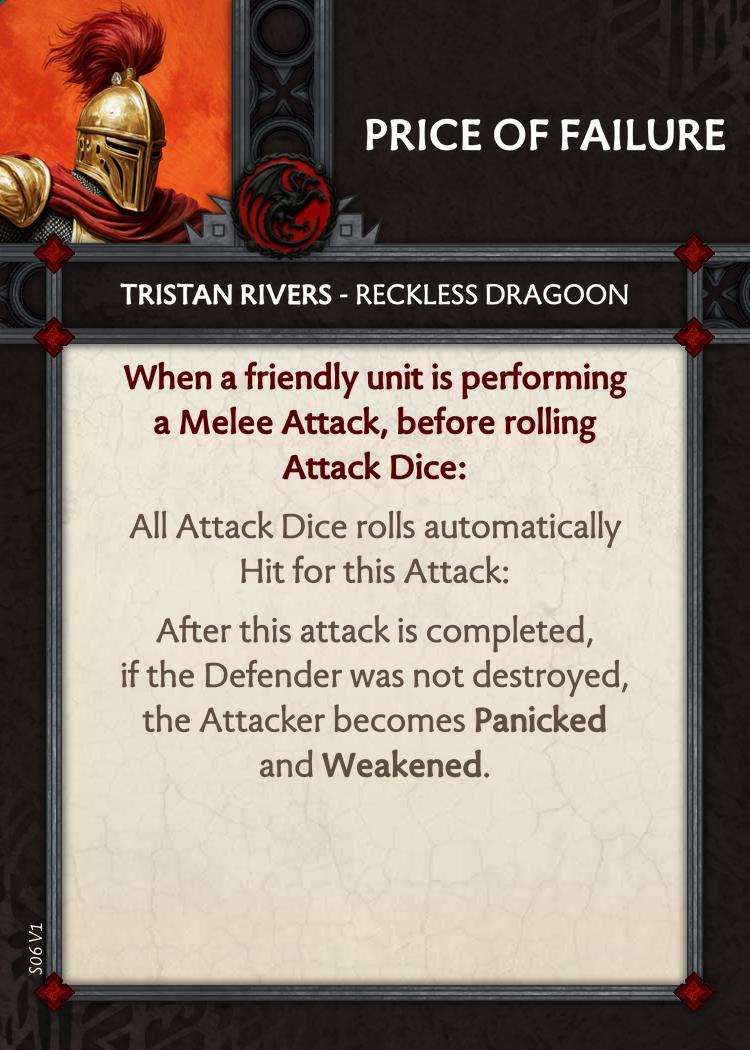 PRICE OF FAILURE
TRISTAN RIVERS - RECKLESS DRAGOON
When a friendly unit is performing
a Melee Attack, before rolling
Attack Dice:
All Attack Dice rolls automatically
Hit for this Attack:
After this attack is completed,
if the Defender was not destroyed,
the Attacker becomes Panicked
and Weakened.
S06 V1